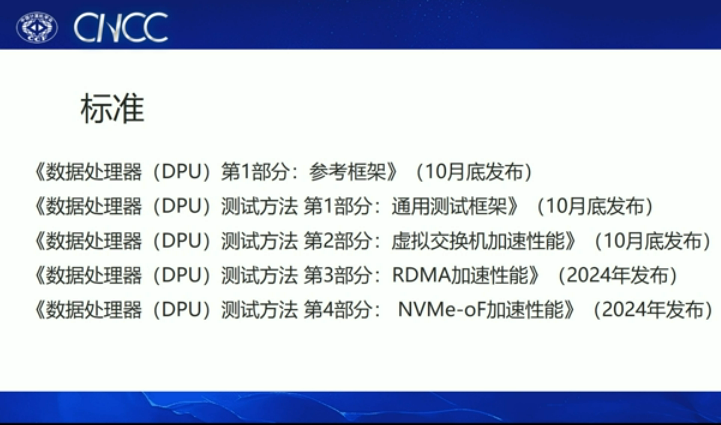 CNCC
标准
《数据处理器（DPU）第1部分：参考框架》（10月底发布）
《数据处理器（DPU）测试方法 第1部分：通用测试框架》（10月底发布）
《数据处理器（DPU）测试方法 第2部分：虚拟交换机加速性能》（10月底发布）
《数据处理器（DPU）测试方法 第3部分：RDMA加速性能》（2024年发布）
《数据处理器（DPU）测试方法 第4部分： NVMe-oF加速性能》（2024年发布）